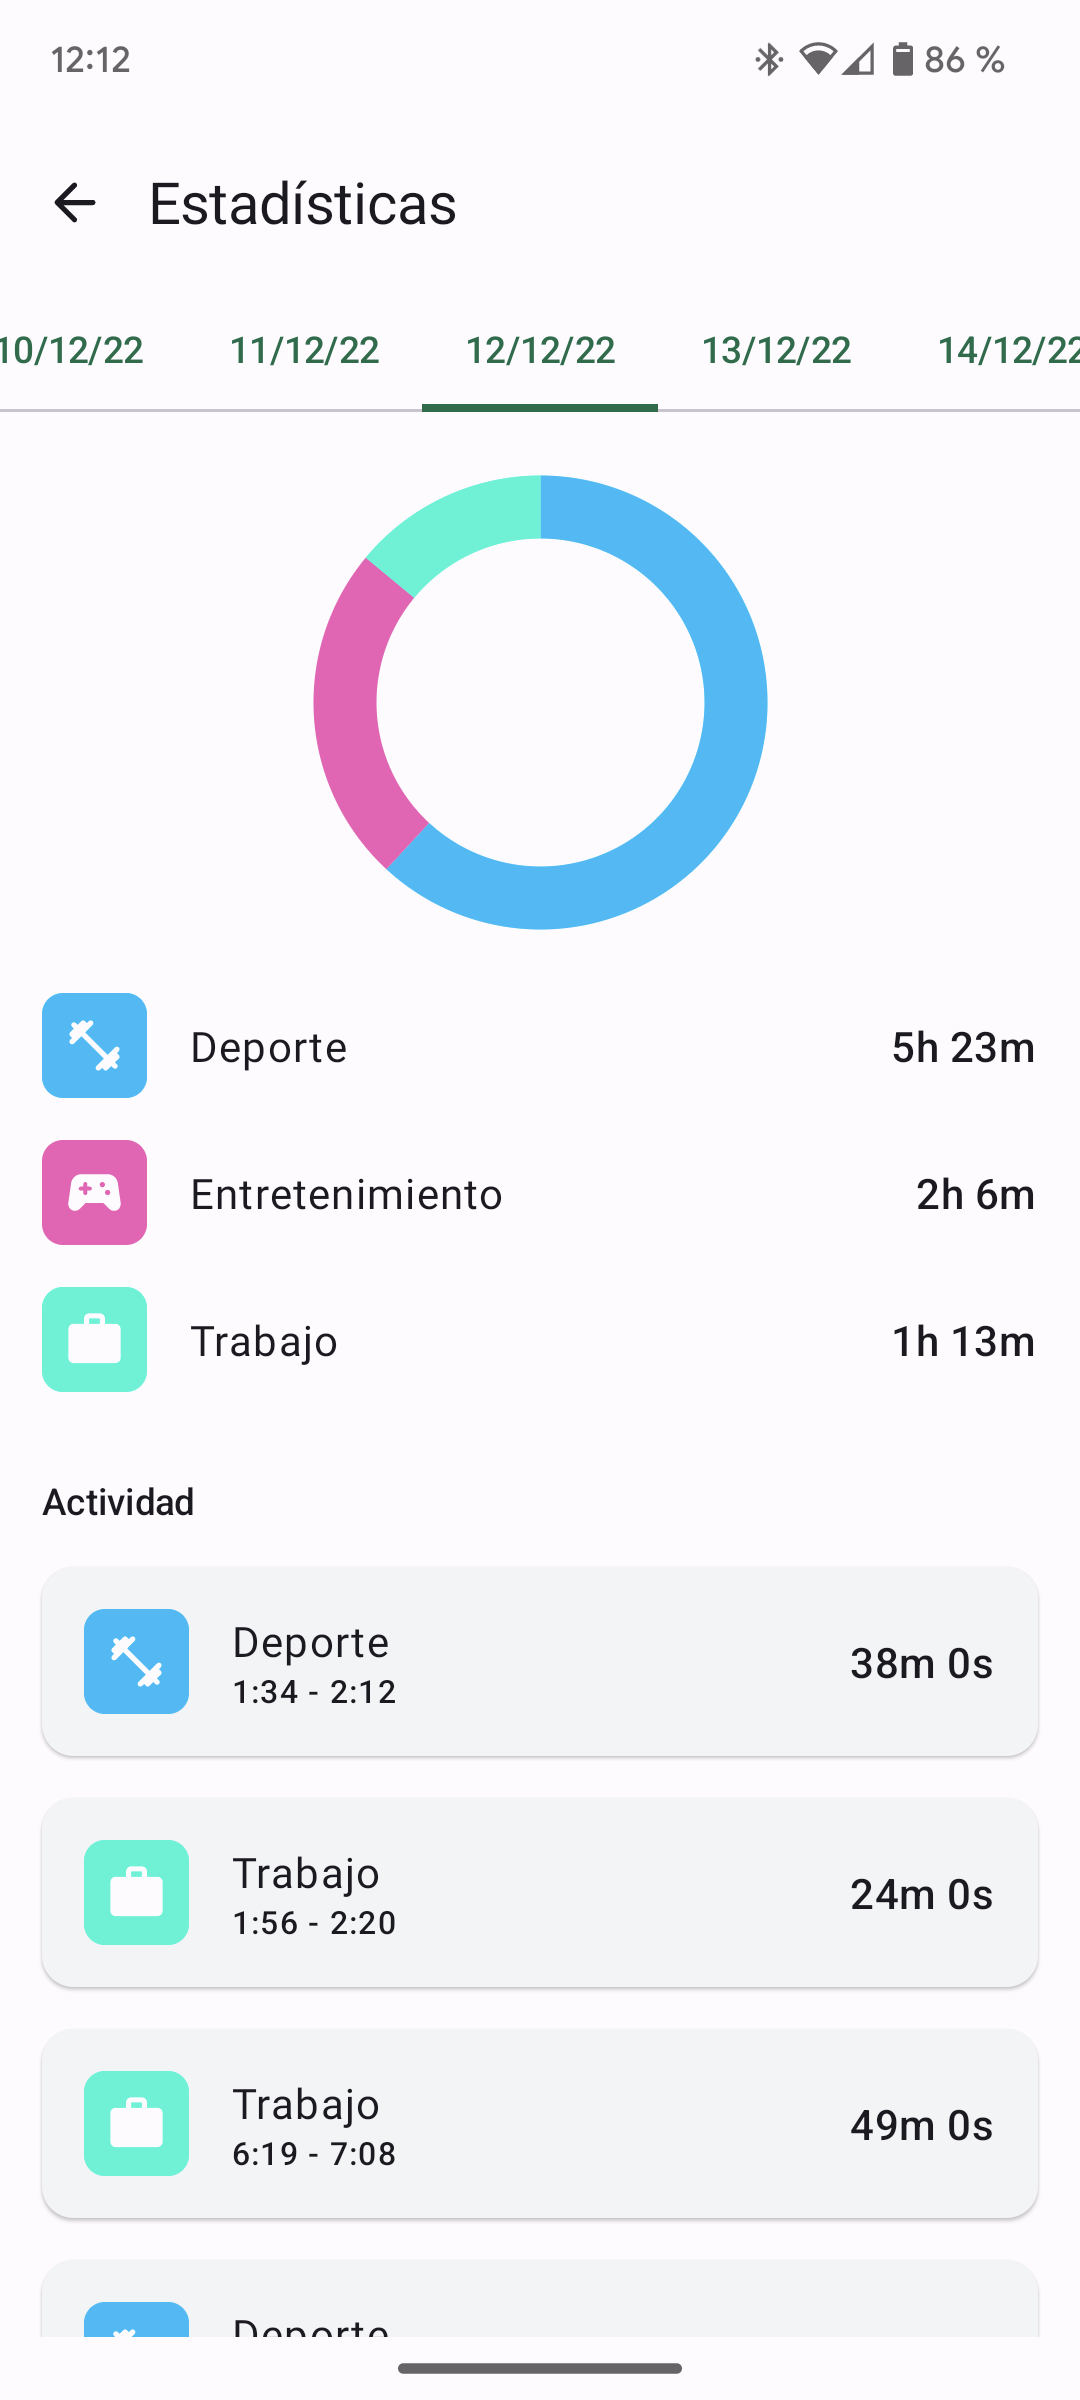 12:12 86 %
Estadísticas
10/12/22 11/12/22 12/12/22 13/12/22 14/12/22
Deporte 5h 23m
Entretenimiento 2h 6m
Trabajo 1h 13m
Actividad
Deporte
1:34 - 2:12
38m 0s
Trabajo
1:56 - 2:20
24m 0s
Trabajo
6:19 - 7:08
49m 0s
Deporte